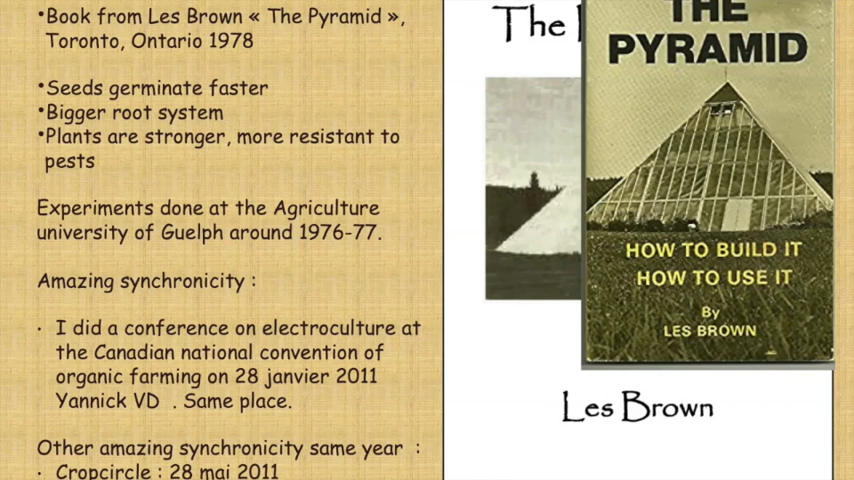 •Book from Les Brown « The Pyramid »,
Toronto, Ontario 1978
•Seeds germinate faster
•Bigger root system
•Plants are stronger, more resistant to
pests
Experiments done at the Agriculture
university of Guelph around 1976-77.
Amazing synchronicity :
· I did a conference on electroculture at
the Canadian national convention of
organic farming on 28 janvier 2011
Yannick VD . Same place.
Other amazing synchronicity same year :
· Cropcircle : 28 mai 2011
The
THE
PYRAMID
HOW TO BUILD IT
HOW TO USE IT
By
LES BROWN
Les Brown